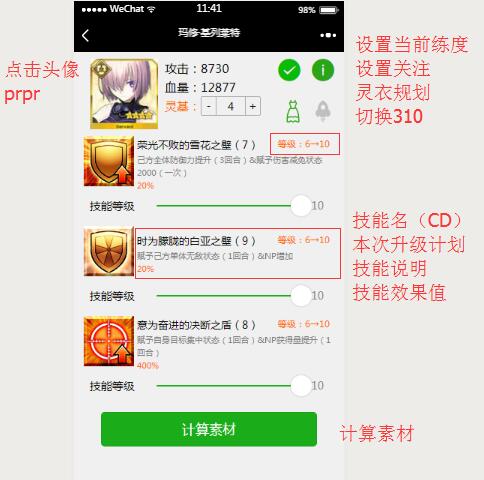 WeChat
11:41
98%
玛修·基列莱特
点击头像
prpr
攻击：8730
血量：12877
灵基：
-
4
+
设置当前练度
设置关注
灵衣规划
切换310
荣光不败的雪花之壁（7）
等级：6→10
己方全体防御力提升（3回合）&赋予伤害减免状态
2000（一次）
20%
技能等级
10
时为朦胧的白亚之壁（9）
等级：6→10
赋予己方单体无敌状态（1回合）&NP增加
20%
技能等级
10
技能名（CD）
本次升级计划
技能说明
技能效果值
意为奋进的决断之盾（8）
等级：6→10
赋予自身目标集中状态（1回合）&NP获得量提升（1
回合）
400%
技能等级
10
计算素材
计算素材